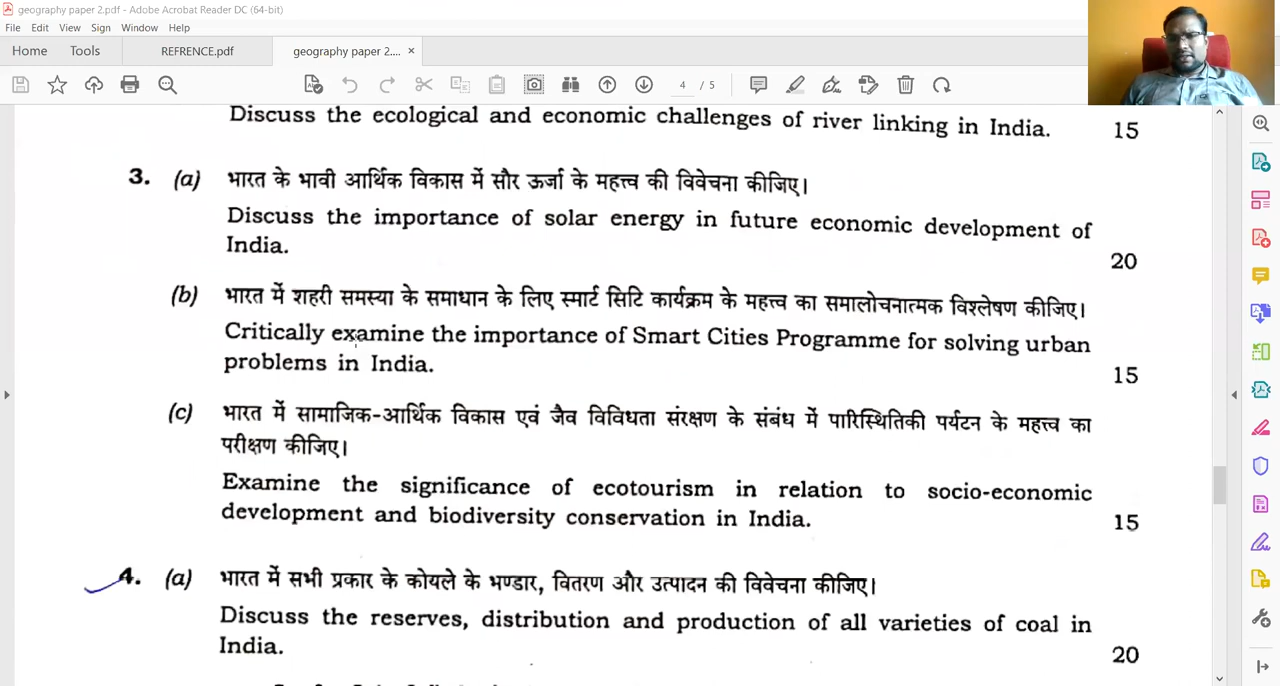 geography paper 2.pdf - Adobe Acrobat Reader DC (64-bit)
File Edit View Sign Window Help
Home Tools REFRENCE.pdf geography paper 2.... ×
4 / 5
Discuss the ecological and economic challenges of river linking in India. 15
3. (a) भारत के भावी आर्थिक विकास में सौर ऊर्जा के महत्त्व की विवेचना कीजिए।
Discuss the importance of solar energy in future economic development of
India. 20
(b) भारत में शहरी समस्या के समाधान के लिए स्मार्ट सिटि कार्यक्रम के महत्त्व का समालोचनात्मक विश्लेषण कीजिए।
Critically examine the importance of Smart Cities Programme for solving urban
problems in India. 15
(c) भारत में सामाजिक-आर्थिक विकास एवं जैव विविधता संरक्षण के संबंध में पारिस्थितिकी पर्यटन के महत्त्व का
परीक्षण कीजिए।
Examine the significance of ecotourism in relation to socio-economic
development and biodiversity conservation in India. 15
4. (a) भारत में सभी प्रकार के कोयले के भण्डार, वितरण और उत्पादन की विवेचना कीजिए।
Discuss the reserves, distribution and production of all varieties of coal in
India. 20